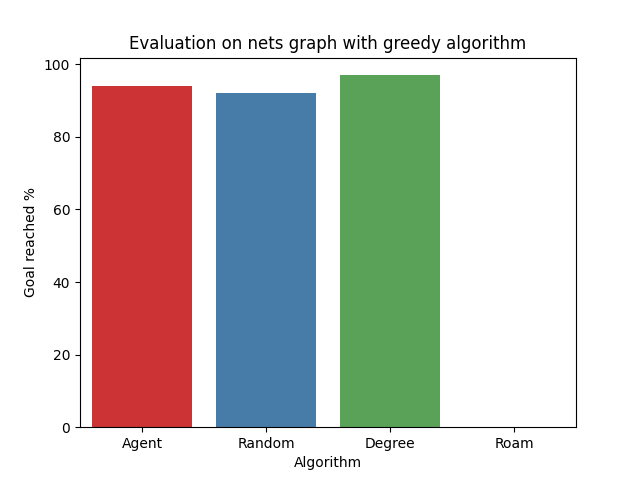 Evaluation on nets graph with greedy algorithm
100
80
60
40
20
0
Goal reached %
Agent
Random
Degree
Roam
Algorithm